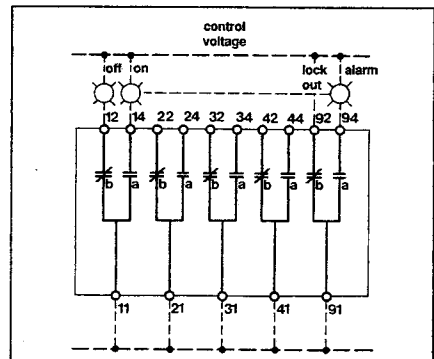 control
voltage
off on lock alarm
out
12 14 22 24 32 34 42 44 92 94
b a b a b a b a b a
11 21 31 41 91